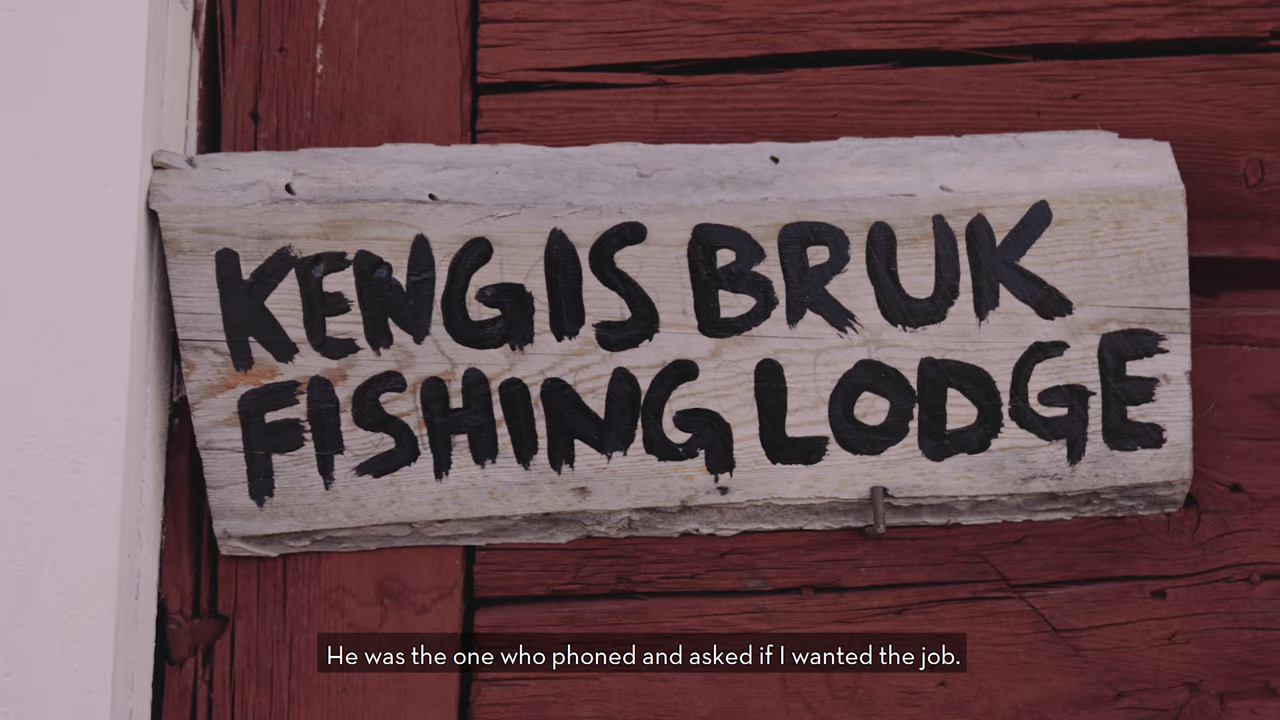 KENGIS BRUK
FISHING LODGE
He was the one who phoned and asked if I wanted the job.